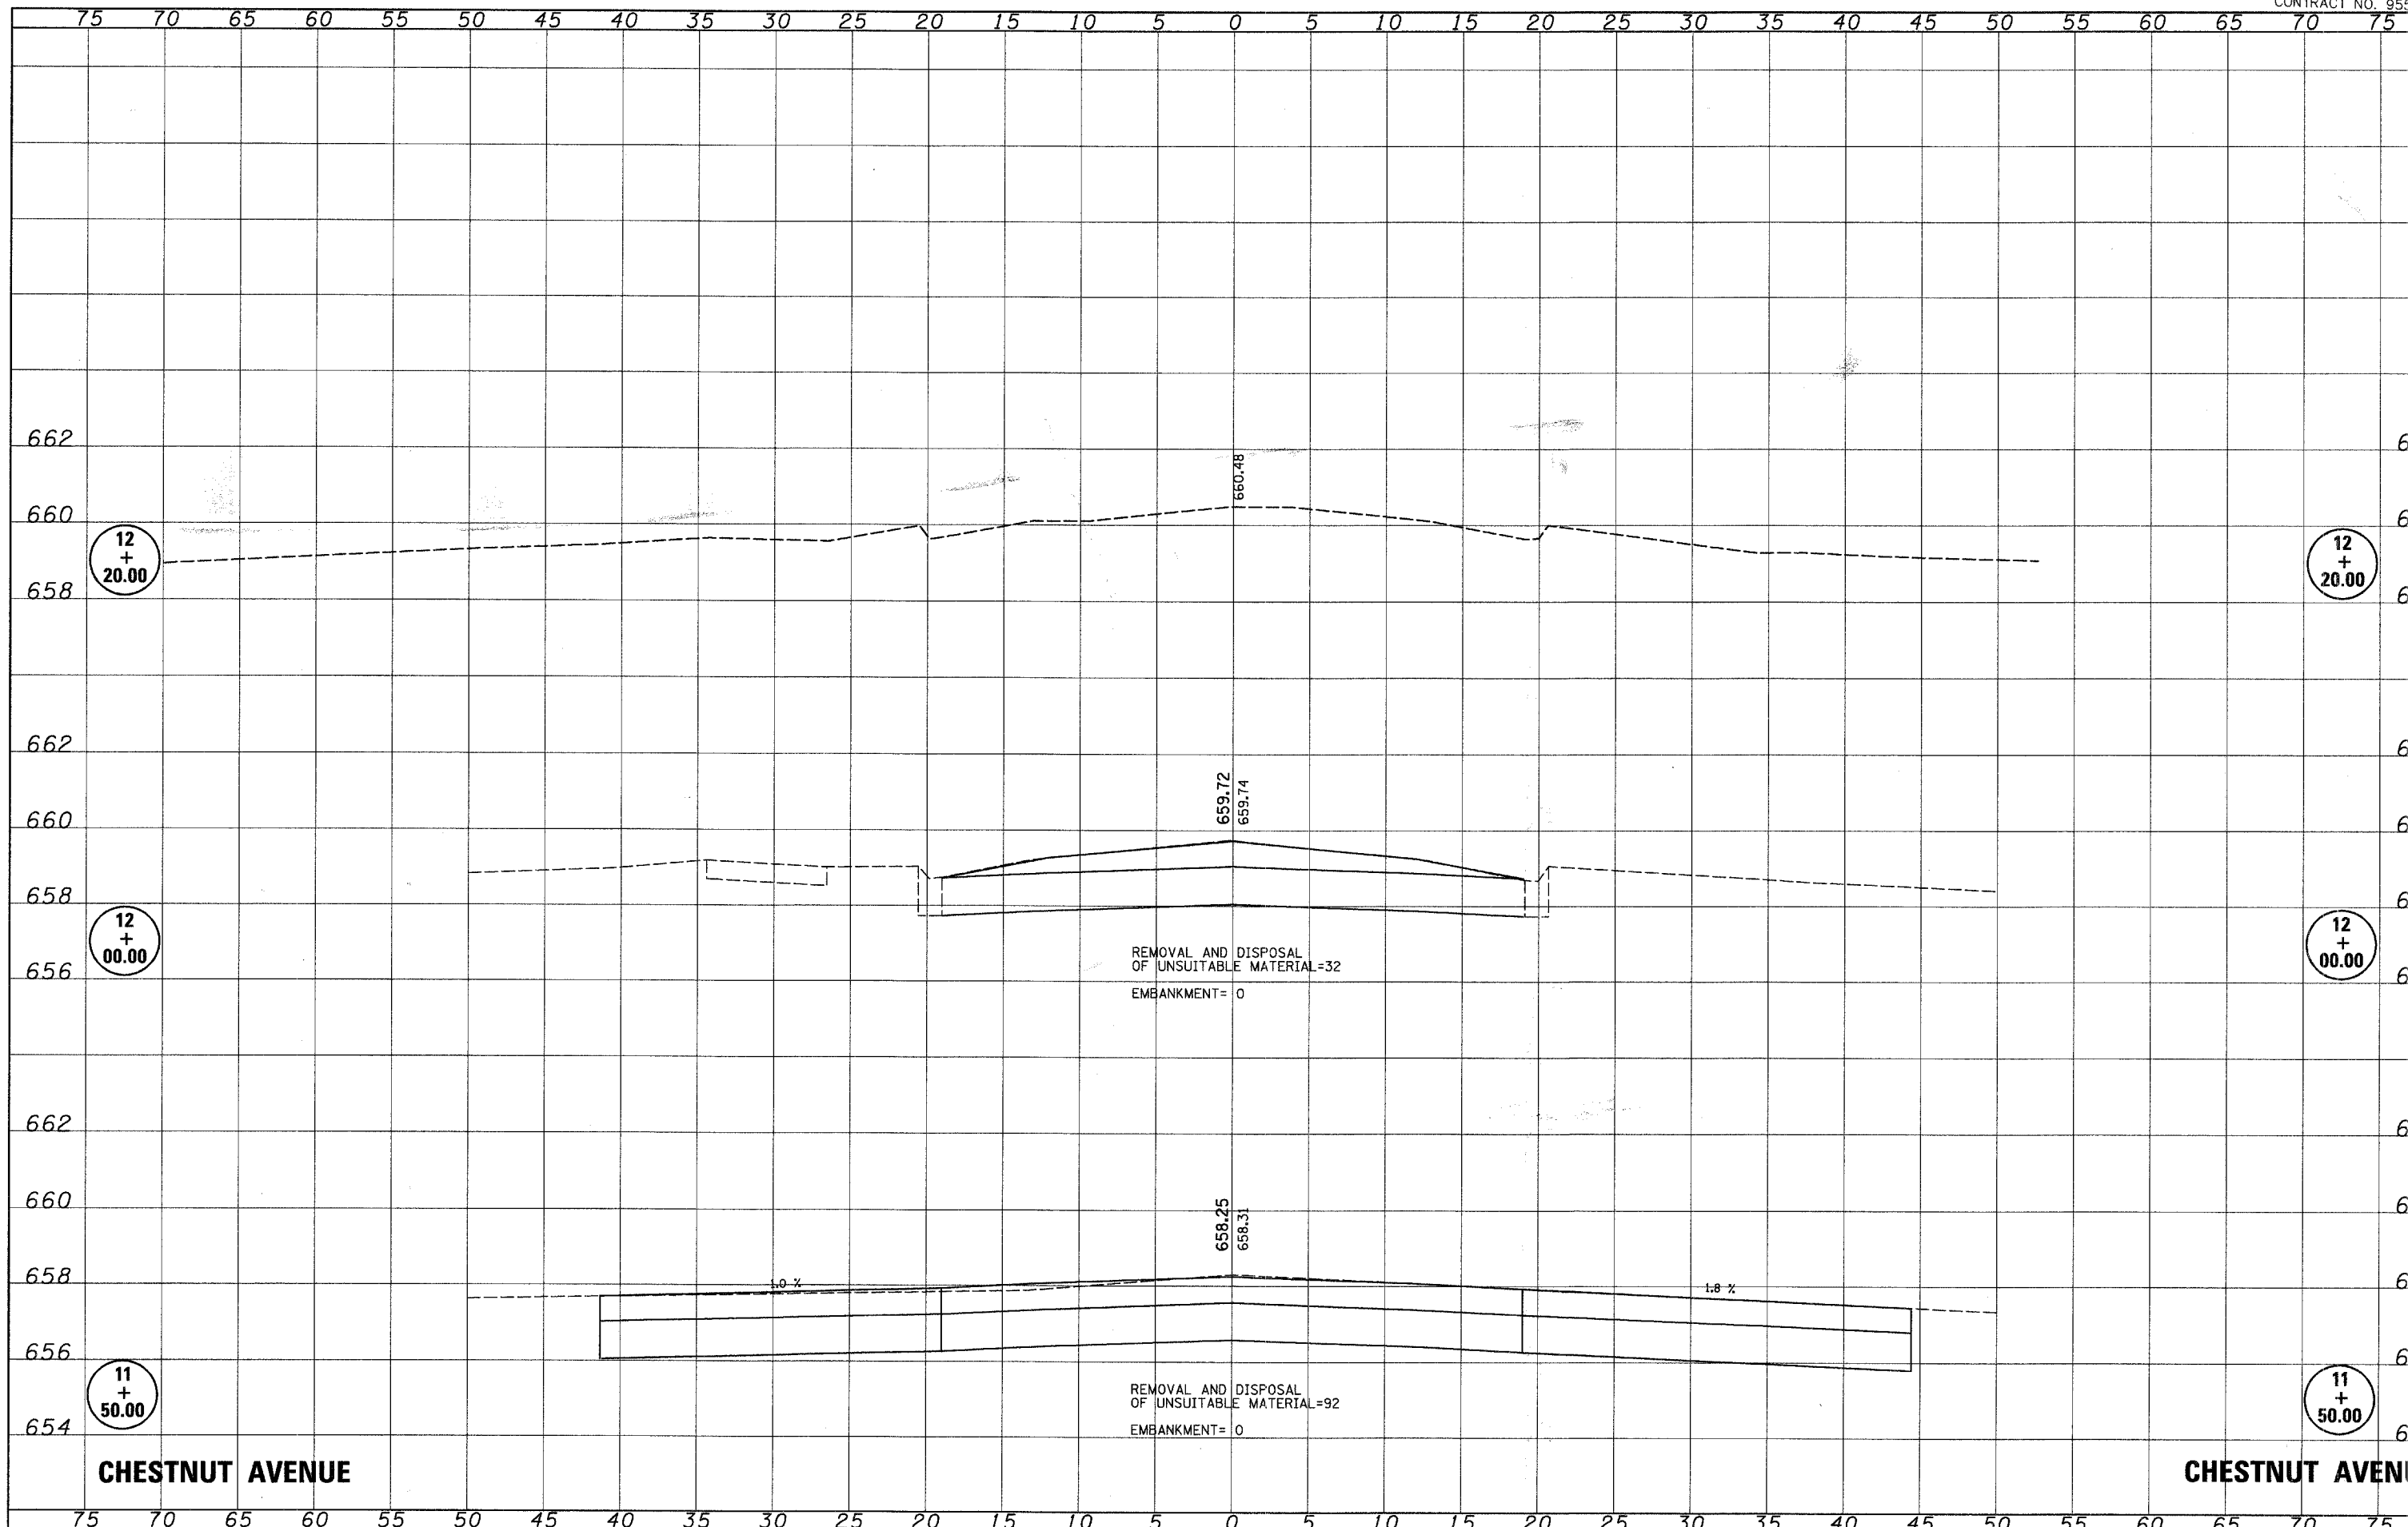 CONTRACT NO. 955
75 70 65 60 55 50 45 40 35 30 25 20 15 10 5 0 5 10 15 20 25 30 35 40 45 50 55 60 65 70 75
662
660.48
660
12 + 20.00
12 + 20.00
658
662
659.72 659.74
660
658
12 + 00.00
12 + 00.00
REMOVAL AND DISPOSAL
OF UNSUITABLE MATERIAL=32
656
EMBANKMENT= 0
662
660
658.25 658.31
658
1.0 %
1.8 %
656
11 + 50.00
11 + 50.00
REMOVAL AND DISPOSAL
OF UNSUITABLE MATERIAL=92
EMBANKMENT= 0
654
CHESTNUT AVENUE
CHESTNUT AVEN
75 70 65 60 55 50 45 40 35 30 25 20 15 10 5 0 5 10 15 20 25 30 35 40 45 50 55 60 65 70 75